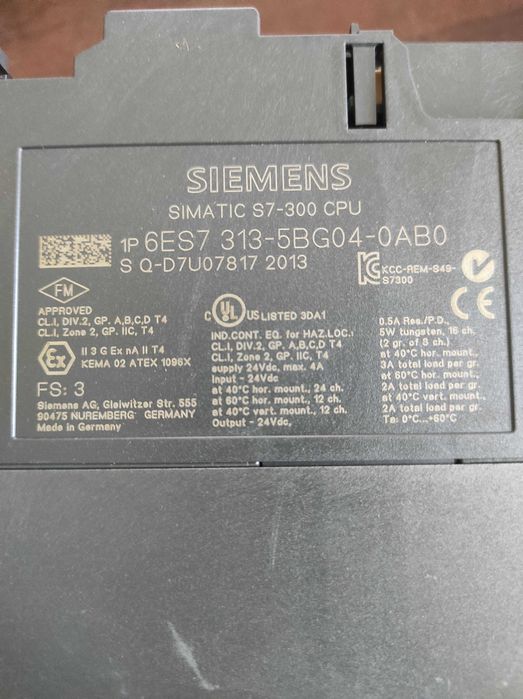 SIEMENS
SIMATIC S7-300 CPU
1P 6ES7 313-5BG04-0AB0
S Q-D7U07817 2013
KCC-REM-S49-
S7300
FM
APPROVED
CL.I, DIV.2, GP. A,B,C,D T4
CL.I, Zone 2, GP. IIC, T4
Ex
II 3 G Ex nA II T4
KEMA 02 ATEX 1096X
FS: 3
Siemens AG, Gleiwitzer Str. 555
90475 NUREMBERG GERMANY
Made in Germany
C UL US LISTED 3DA1
IND.CONT. EQ. for HAZ.LOC.:
CL.I, DIV.2, GP. A,B,C,D T4
CL.I, Zone 2, GP. IIC, T4
supply 24Vdc, max. 4A
Input - 24Vdc
at 40°C hor. mount., 24 ch.
at 60°C hor. mount., 12 ch.
at 40°C vert. mount., 12 ch.
Output - 24Vdc,
CE
0.5A Res./P.D.
5W tungsten, 16 ch.
(2 gr. of 8 ch.)
at 40°C hor. mount.,
3A total load per gr.
at 60°C hor. mount.,
2A total load per gr.
at 40°C vert. mount.,
2A total load per gr.
Ta: 0°C...+60°C